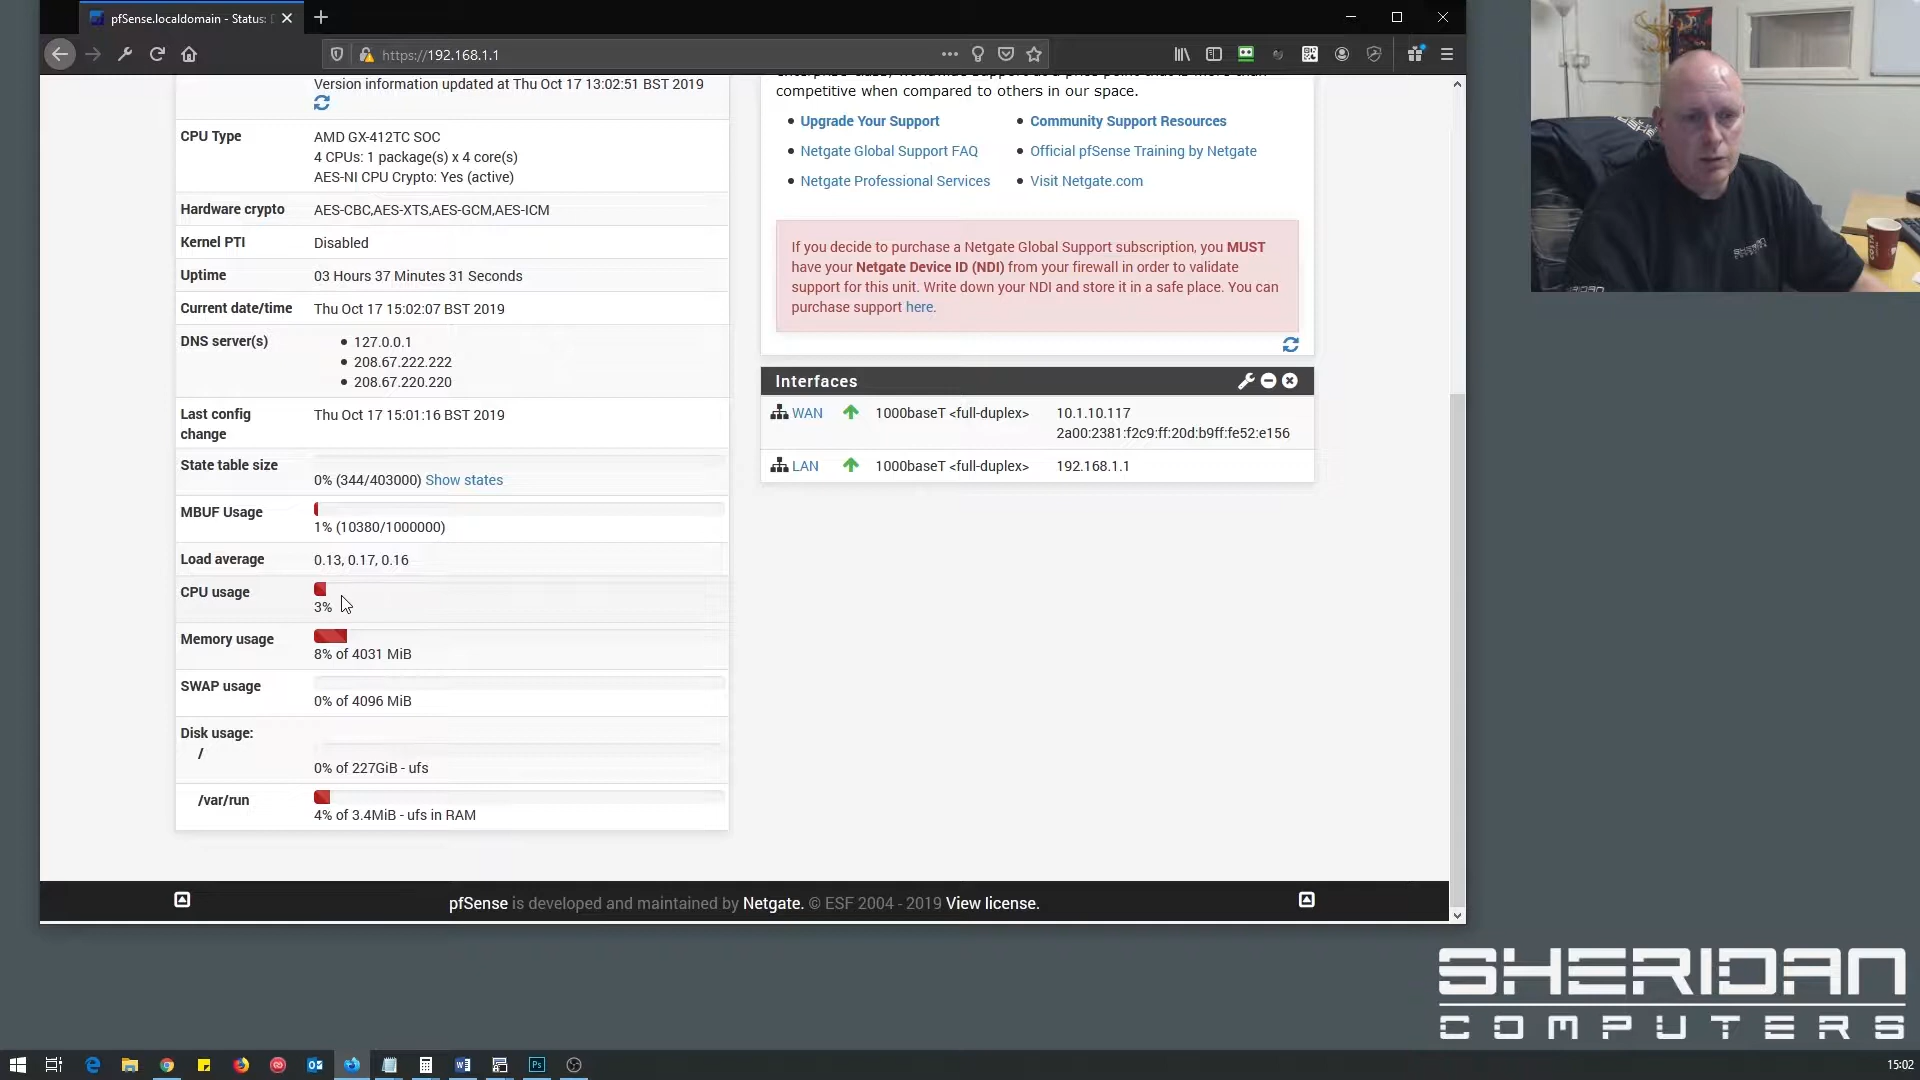 pfSense.localdomain - Status: D
https://192.168.1.1
Version information updated at Thu Oct 17 13:02:51 BST 2019
CPU Type
AMD GX-412TC SOC
4 CPUs: 1 package(s) x 4 core(s)
AES-NI CPU Crypto: Yes (active)
Hardware crypto
AES-CBC,AES-XTS,AES-GCM,AES-ICM
Kernel PTI
Disabled
Uptime
03 Hours 37 Minutes 31 Seconds
Current date/time
Thu Oct 17 15:02:07 BST 2019
DNS server(s)
127.0.0.1
208.67.222.222
208.67.220.220
Last config
change
Thu Oct 17 15:01:16 BST 2019
State table size
0% (344/403000) Show states
MBUF Usage
1% (10380/1000000)
Load average
0.13, 0.17, 0.16
CPU usage
3%
Memory usage
8% of 4031 MiB
SWAP usage
0% of 4096 MiB
Disk usage:
/
0% of 227GiB - ufs
/var/run
4% of 3.4MiB - ufs in RAM
competitive when compared to others in our space.
Upgrade Your Support
Community Support Resources
Netgate Global Support FAQ
Official pfSense Training by Netgate
Netgate Professional Services
Visit Netgate.com
If you decide to purchase a Netgate Global Support subscription, you MUST
have your Netgate Device ID (NDI) from your firewall in order to validate
support for this unit. Write down your NDI and store it in a safe place. You can
purchase support here.
Interfaces
WAN 1000baseT <full-duplex> 10.1.10.117
2a00:2381:f2c9:ff:20d:b9ff:fe52:e156
LAN 1000baseT <full-duplex> 192.168.1.1
pfSense is developed and maintained by Netgate. © ESF 2004 - 2019 View license.
SHERIDAN
COMPUTERS
15:02